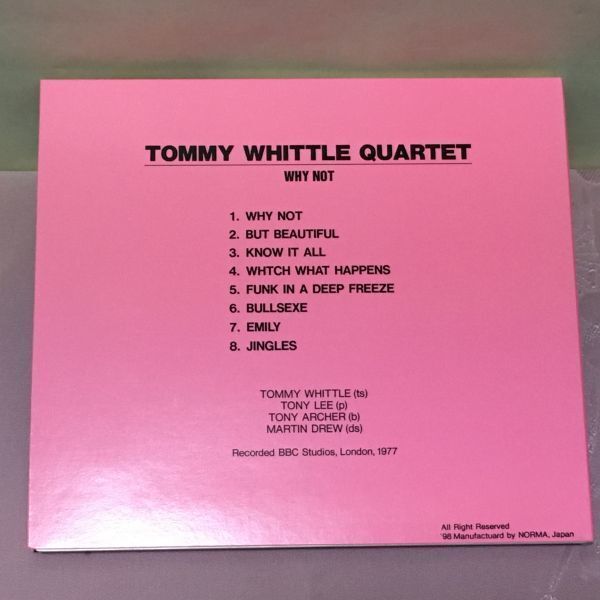 TOMMY WHITTLE QUARTET
WHY NOT
1. WHY NOT
2. BUT BEAUTIFUL
3. KNOW IT ALL
4. WHTCH WHAT HAPPENS
5. FUNK IN A DEEP FREEZE
6. BULLSEXE
7. EMILY
8. JINGLES
TOMMY WHITTLE (ts)
TONY LEE (p)
TONY ARCHER (b)
MARTIN DREW (ds)
Recorded BBC Studios, London, 1977
All Right Reserved
'98 Manufactuard by NORMA, Japan